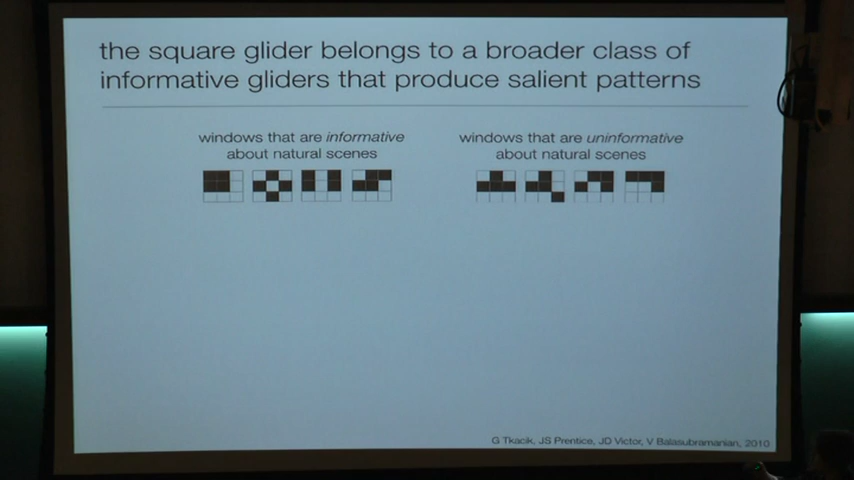 the square glider belongs to a broader class of
informative gliders that produce salient patterns
windows that are informative
about natural scenes
windows that are uninformative
about natural scenes
G Tkacik, JS Prentice, JD Victor, V Balasubramanian, 2010